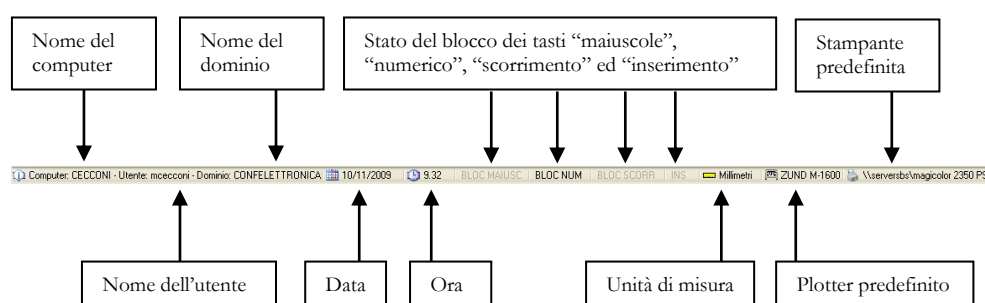 Nome del
computer
Nome del
dominio
Stato del blocco dei tasti “maiuscole”,
“numerico”, “scorrimento” ed “inserimento”
Stampante
predefinita
Computer: CECCONI - Utente: mcecconi - Dominio: CONFELETTRONICA 10/11/2009 9.32 BLOC MAIUSC BLOC NUM BLOC SCORR INS Millimetri ZUND M-1600 \\serversbs\magicolor 2350 PS
Nome dell’utente
Data
Ora
Unità di misura
Plotter predefinito